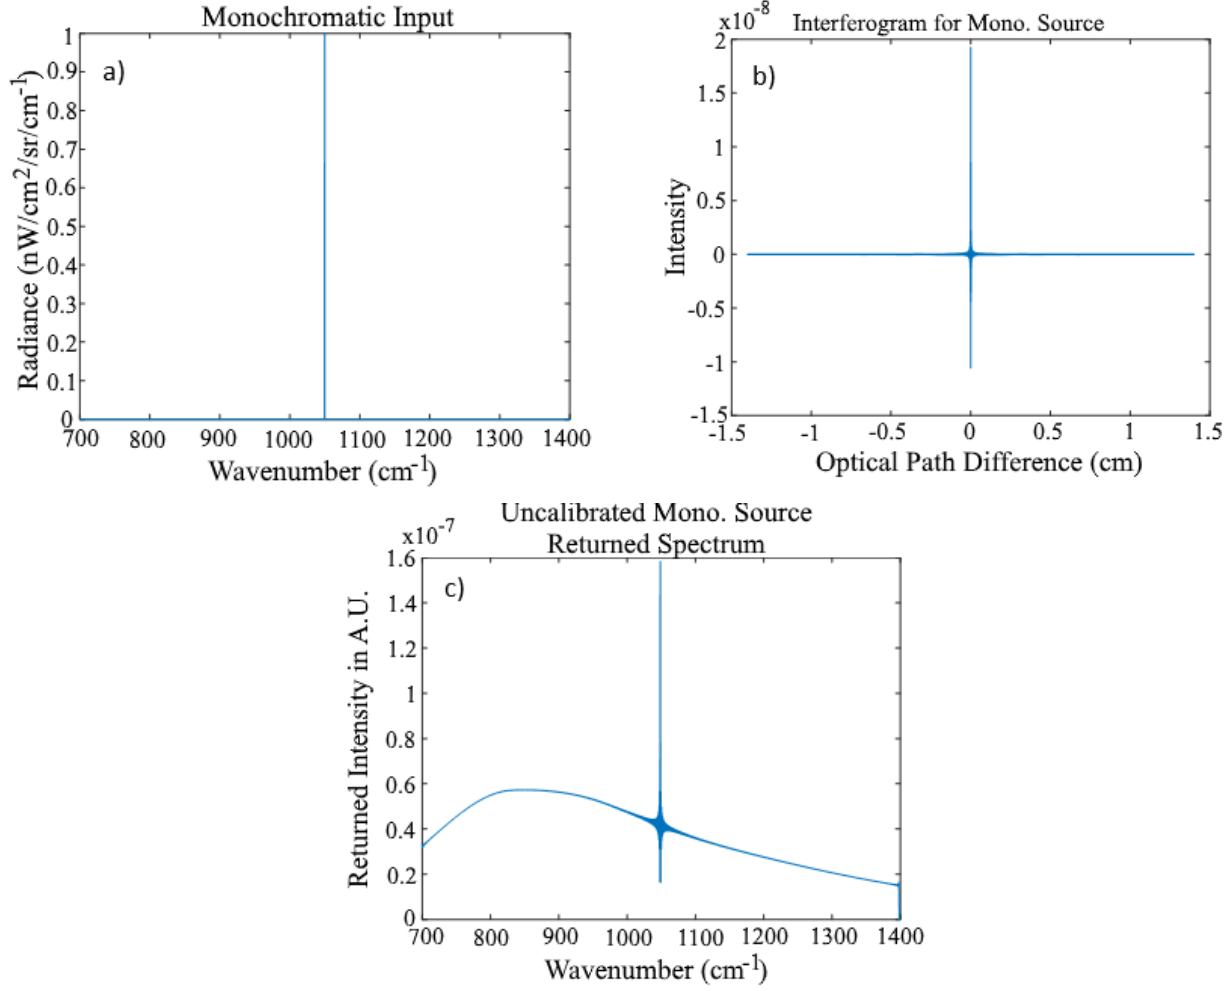 Monochromatic Input
a)
Radiance (nW/cm²/sr/cm⁻¹)
1
0.9
0.8
0.7
0.6
0.5
0.4
0.3
0.2
0.1
0
700 800 900 1000 1100 1200 1300 1400
Wavenumber (cm⁻¹)
x10⁻⁸
Interferogram for Mono. Source
b)
Intensity
2
1.5
1
0.5
0
-0.5
-1
-1.5
-1.5 -1 -0.5 0 0.5 1 1.5
Optical Path Difference (cm)
Uncalibrated Mono. Source
Returned Spectrum
x10⁻⁷
c)
Returned Intensity in A.U.
1.6
1.4
1.2
1
0.8
0.6
0.4
0.2
0
700 800 900 1000 1100 1200 1300 1400
Wavenumber (cm⁻¹)